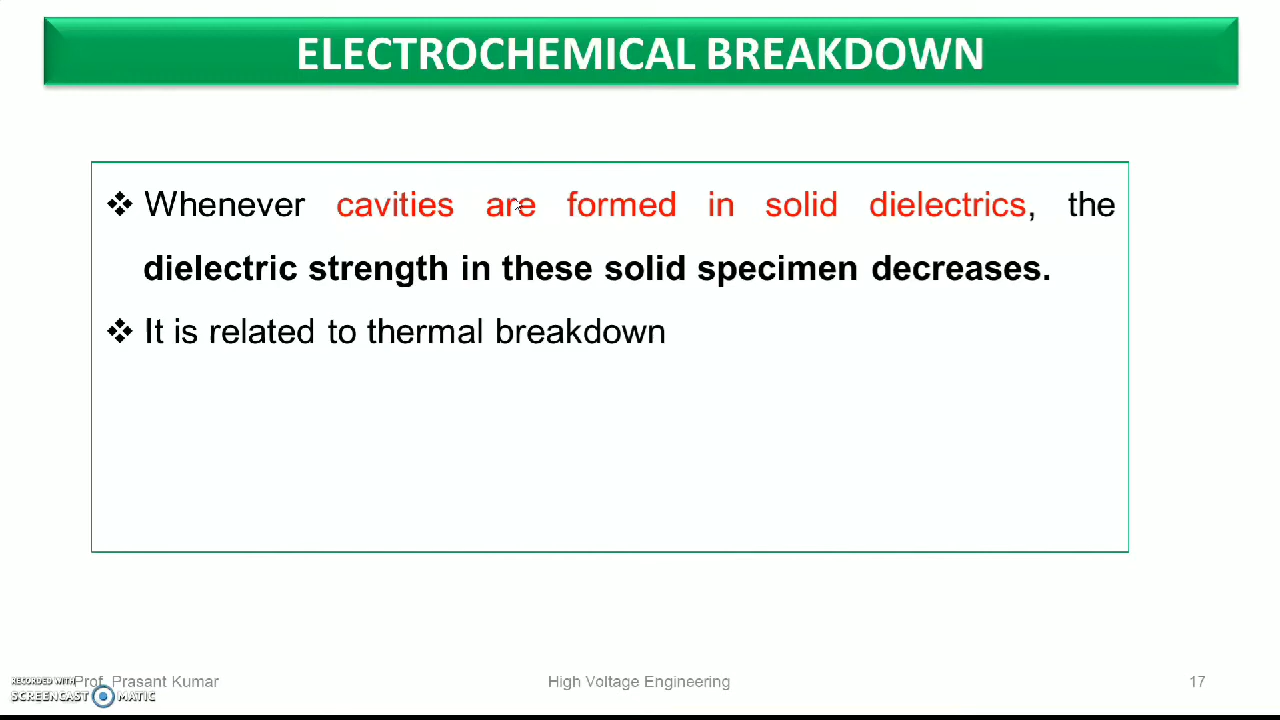 ELECTROCHEMICAL BREAKDOWN
❖ Whenever cavities are formed in solid dielectrics, the
dielectric strength in these solid specimen decreases.
❖ It is related to thermal breakdown
RECORDED WITH
SCREENCAST MATIC
Prof. Prasant Kumar
High Voltage Engineering
17